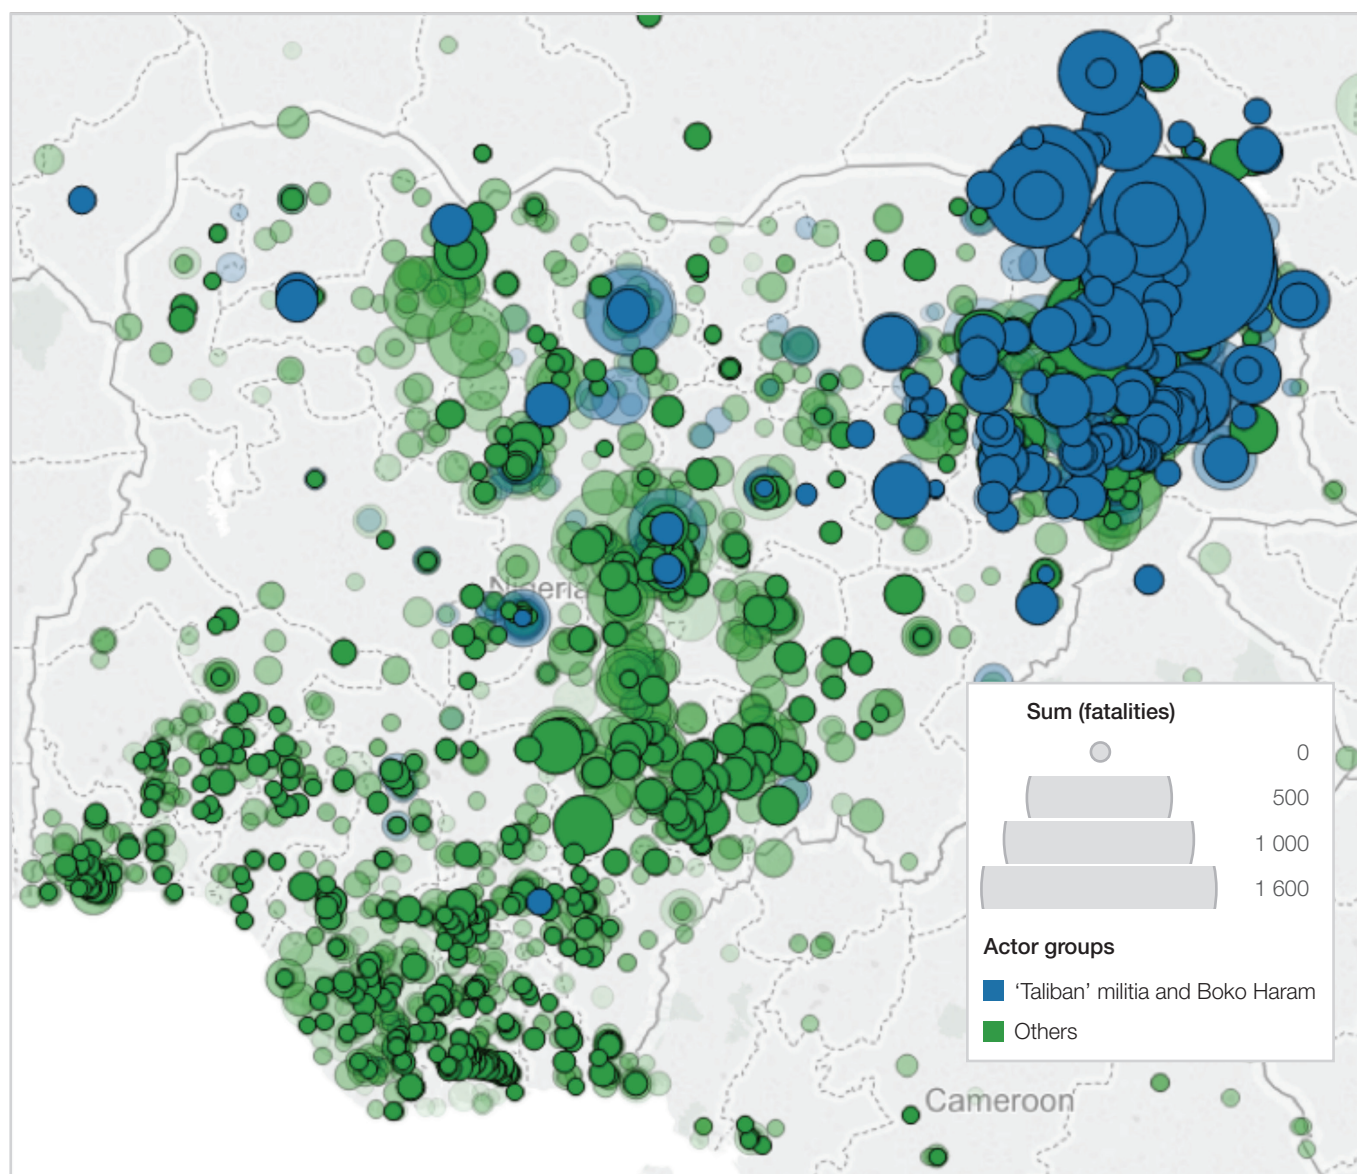 Nigeria
Sum (fatalities)
0
500
1 000
1 600
Actor groups
‘Taliban’ militia and Boko Haram
Others
Cameroon